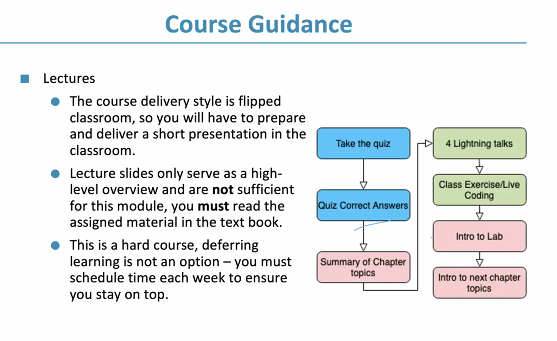 Course Guidance
Lectures
The course delivery style is flipped
classroom, so you will have to prepare
and deliver a short presentation in the
classroom.
Lecture slides only serve as a high-
level overview and are not sufficient
for this module, you must read the
assigned material in the text book.
This is a hard course, deferring
learning is not an option – you must
schedule time each week to ensure
you stay on top.
Take the quiz
Quiz Correct Answers
Summary of Chapter
topics
4 Lightning talks
Class Exercise/Live
Coding
Intro to Lab
Intro to next chapter
topics